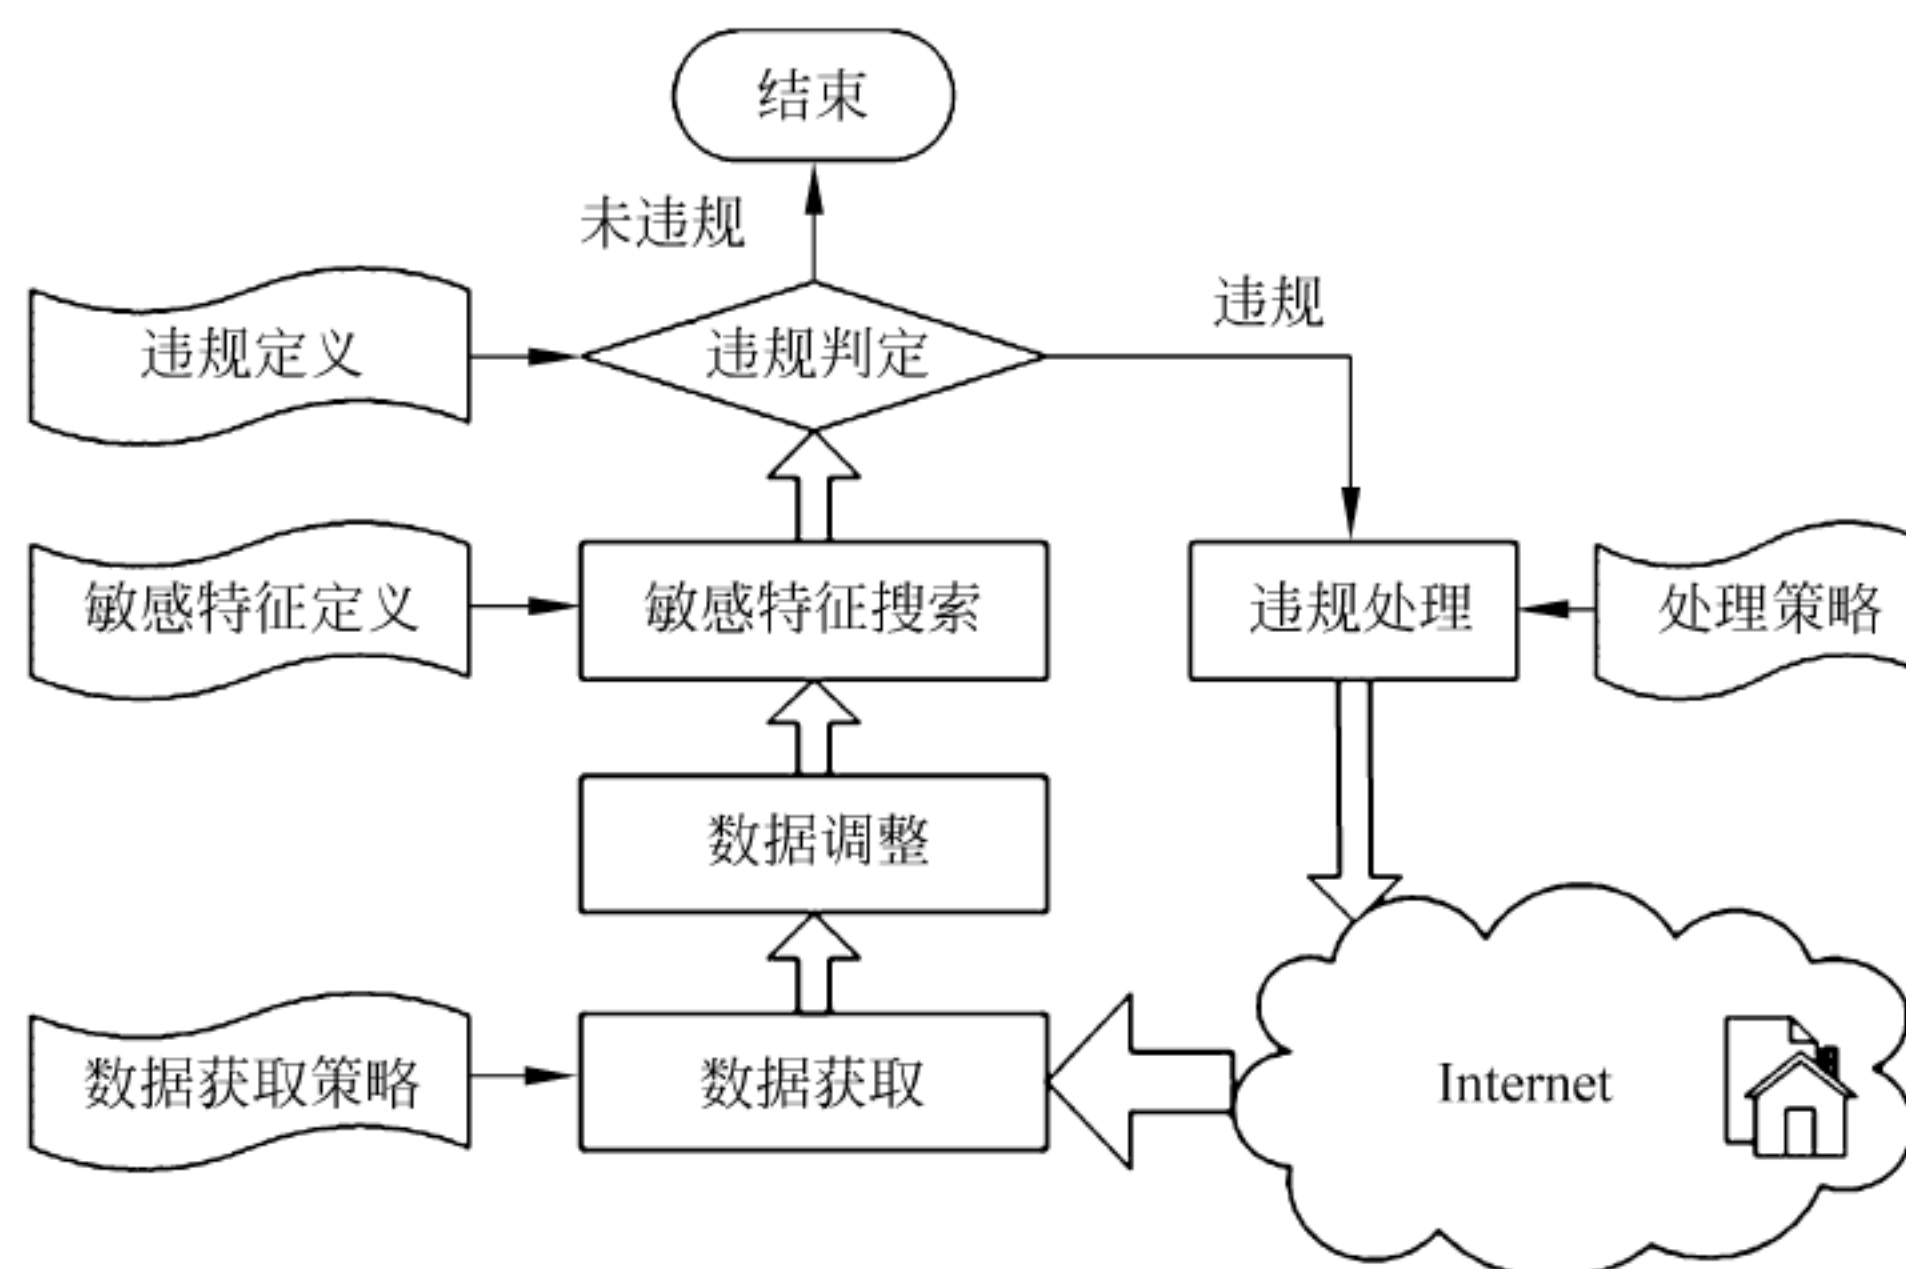 结束
未违规
违规
违规定义
违规判定
敏感特征定义
敏感特征搜索
违规处理
处理策略
数据调整
数据获取策略
数据获取
Internet